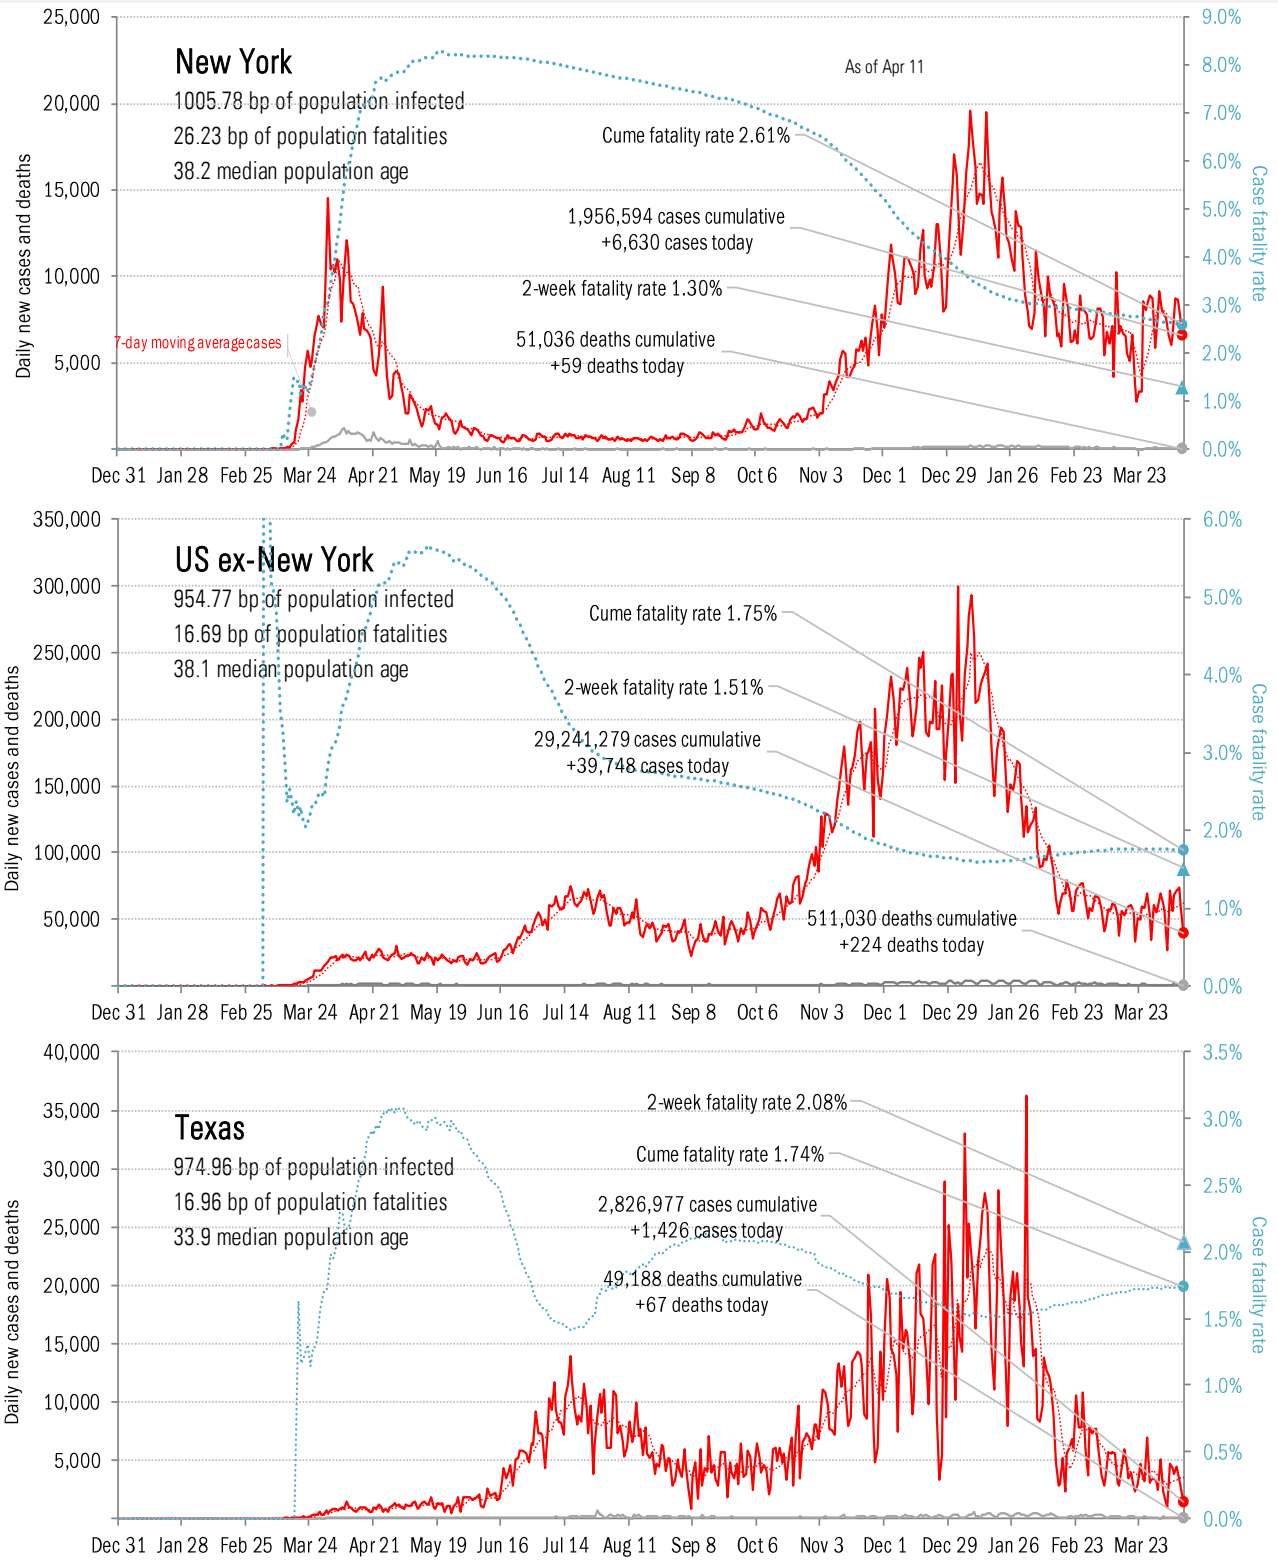 25,000
9.0%
New York
As of Apr 11
8.0%
1005.78 bp of population infected
20,000
7.0%
26.23 bp of population fatalities
Cume fatality rate 2.61%
38.2 median population age
6.0%
15,000
1,956,594 cases cumulative
+6,630 cases today
5.0%
10,000
4.0%
2-week fatality rate 1.30%
3.0%
7-day moving average cases
51,036 deaths cumulative
+59 deaths today
5,000
2.0%
1.0%
0.0%
Daily new cases and deaths
Case fatality rate
Dec 31 Jan 28 Feb 25 Mar 24 Apr 21 May 19 Jun 16 Jul 14 Aug 11 Sep 8 Oct 6 Nov 3 Dec 1 Dec 29 Jan 26 Feb 23 Mar 23
350,000
6.0%
US ex-New York
300,000
954.77 bp of population infected
5.0%
Cume fatality rate 1.75%
16.69 bp of population fatalities
250,000
38.1 median population age
4.0%
2-week fatality rate 1.51%
200,000
29,241,279 cases cumulative
+39,748 cases today
3.0%
150,000
2.0%
100,000
1.0%
50,000
511,030 deaths cumulative
+224 deaths today
0.0%
Daily new cases and deaths
Case fatality rate
Dec 31 Jan 28 Feb 25 Mar 24 Apr 21 May 19 Jun 16 Jul 14 Aug 11 Sep 8 Oct 6 Nov 3 Dec 1 Dec 29 Jan 26 Feb 23 Mar 23
40,000
3.5%
35,000
2-week fatality rate 2.08%
3.0%
Texas
Cume fatality rate 1.74%
30,000
974.96 bp of population infected
2.5%
16.96 bp of population fatalities
2,826,977 cases cumulative
+1,426 cases today
25,000
33.9 median population age
2.0%
20,000
49,188 deaths cumulative
+67 deaths today
15,000
1.5%
10,000
1.0%
5,000
0.5%
0.0%
Daily new cases and deaths
Case fatality rate
Dec 31 Jan 28 Feb 25 Mar 24 Apr 21 May 19 Jun 16 Jul 14 Aug 11 Sep 8 Oct 6 Nov 3 Dec 1 Dec 29 Jan 26 Feb 23 Mar 23